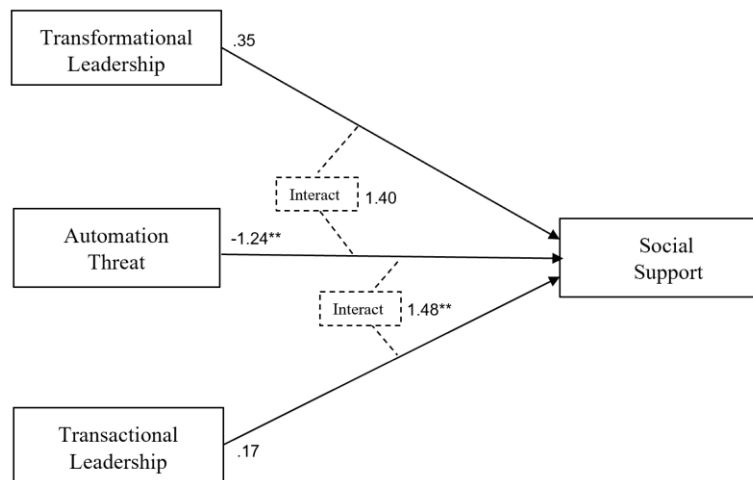 Transformational
Leadership
.35
Interact
1.40
Automation
Threat
-1.24**
Social
Support
Interact
1.48**
Transactional
Leadership
.17